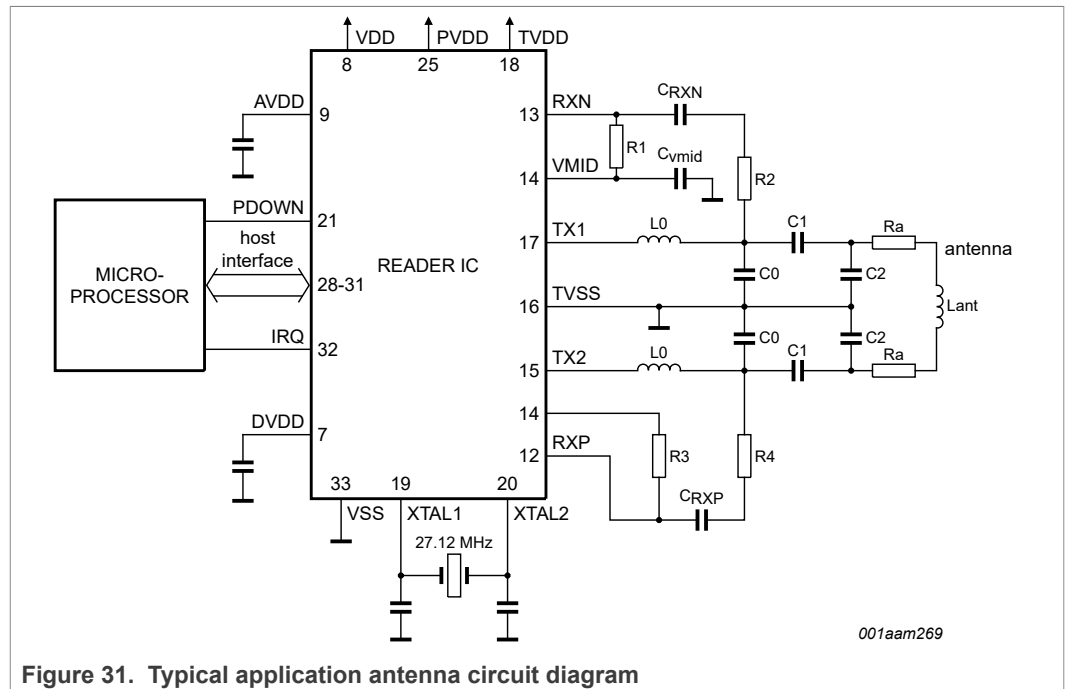 VDD PVDD TVDD
8 25 18
AVDD 9
13 RXN
CRXN
R1
14 VMID
Cvmid
R2
PDOWN 21
host
interface
28-31
MICRO-
PROCESSOR
IRQ 32
READER IC
17 TX1
L0
C1
Ra
antenna
C0
C2
16 TVSS
Lant
C0
C2
15 TX2
L0
C1
Ra
14
DVDD 7
12 RXP
R3
R4
CRXP
33 19 20
VSS XTAL1 XTAL2
27.12 MHz
001aam269
Figure 31. Typical application antenna circuit diagram